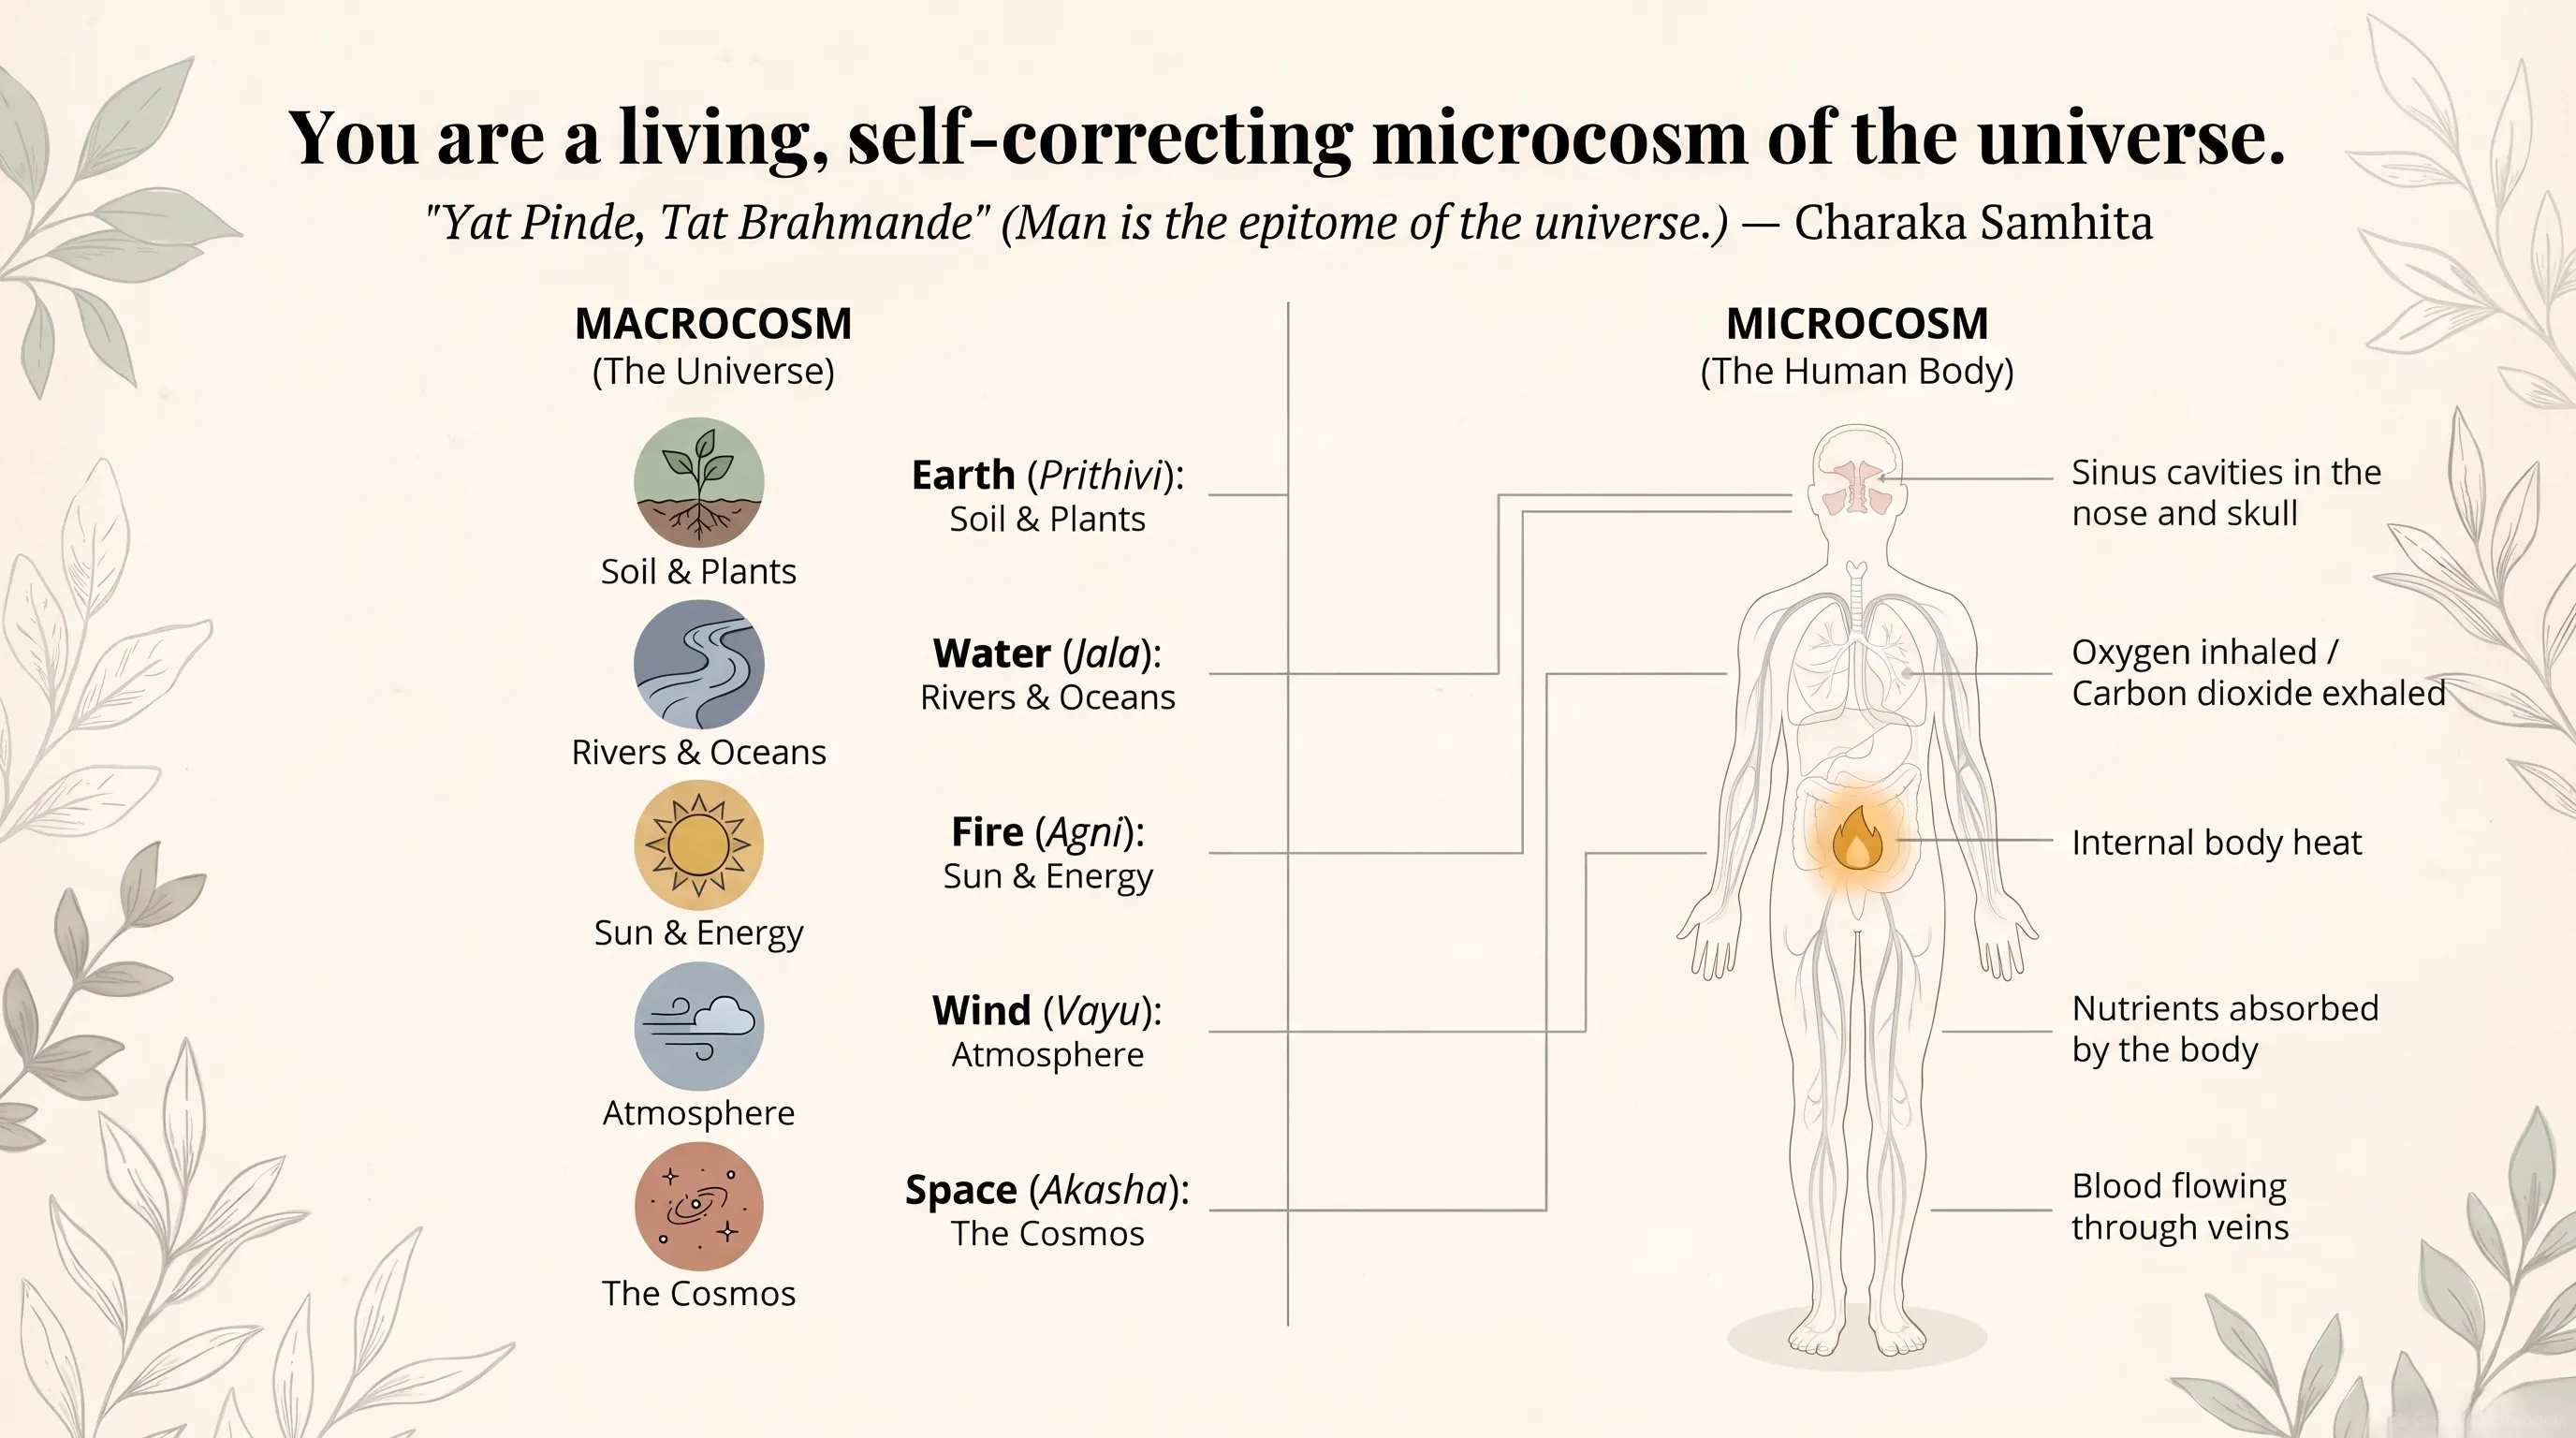 You are a living, self-correcting microcosm of the universe.
"Yat Pinde, Tat Brahmande" (Man is the epitome of the universe.) — Charaka Samhita
MACROCOSM
(The Universe)
Soil & Plants
Rivers & Oceans
Sun & Energy
Atmosphere
The Cosmos
Earth (Prithivi):
Soil & Plants
Water (Jala):
Rivers & Oceans
Fire (Agni):
Sun & Energy
Wind (Vayu):
Atmosphere
Space (Akasha):
The Cosmos
MICROCOSM
(The Human Body)
Sinus cavities in the
nose and skull
Oxygen inhaled /
Carbon dioxide exhaled
Internal body heat
Nutrients absorbed
by the body
Blood flowing
through veins